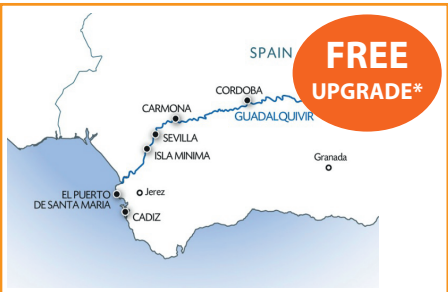 SPAIN
FREE
UPGRADE*
CORDOBA
CARMONA
GUADALQUIVIR
SEVILLA
ISLA MINIMA
Granada
EL PUERTO
DE SANTA MARIA
Jerez
CADIZ